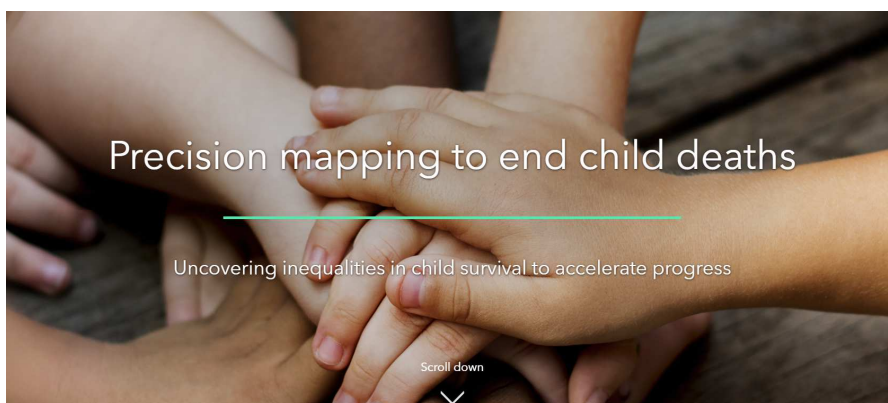 Precision mapping to end child deaths
Uncovering inequalities in child survival to accelerate progress
Scroll down